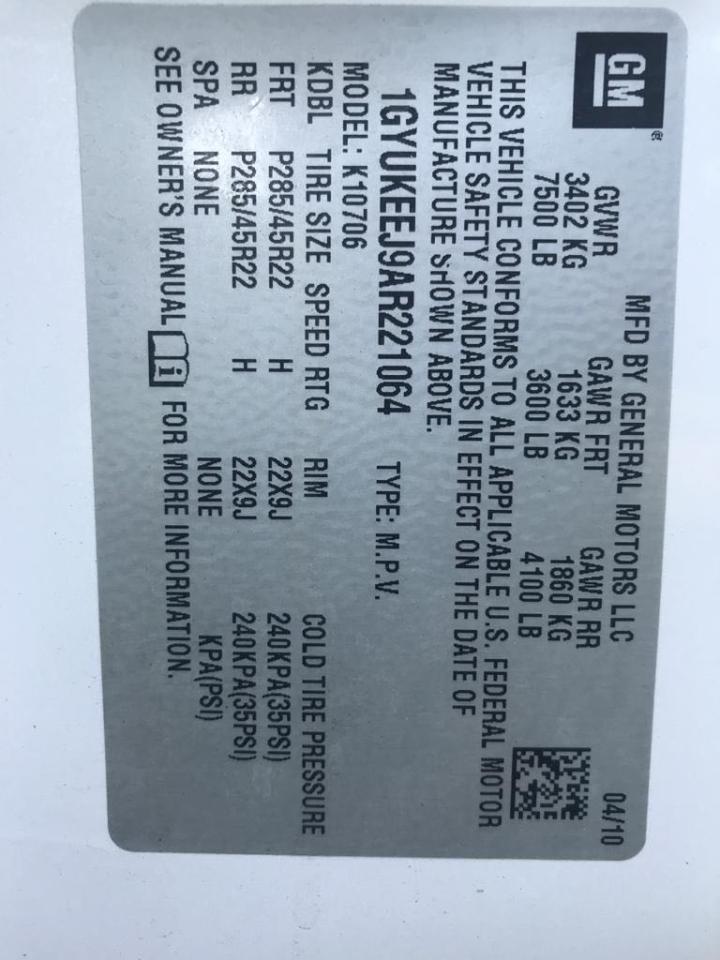 GM
MFD BY GENERAL MOTORS LLC 04/10
GVWR GAWR FRT GAWR RR
3402 KG 1633 KG 1860 KG
7500 LB 3600 LB 4100 LB
THIS VEHICLE CONFORMS TO ALL APPLICABLE U.S. FEDERAL MOTOR
VEHICLE SAFETY STANDARDS IN EFFECT ON THE DATE OF
MANUFACTURE SHOWN ABOVE.
1GYUKEEJ9AR221064 TYPE: M.P.V.
MODEL: K10706
KDBL TIRE SIZE SPEED RTG RIM COLD TIRE PRESSURE
FRT P285/45R22 H 22X9J 240KPA(35PSI)
RR P285/45R22 H 22X9J 240KPA(35PSI)
SPA NONE NONE KPA(PSI)
SEE OWNER'S MANUAL FOR MORE INFORMATION.